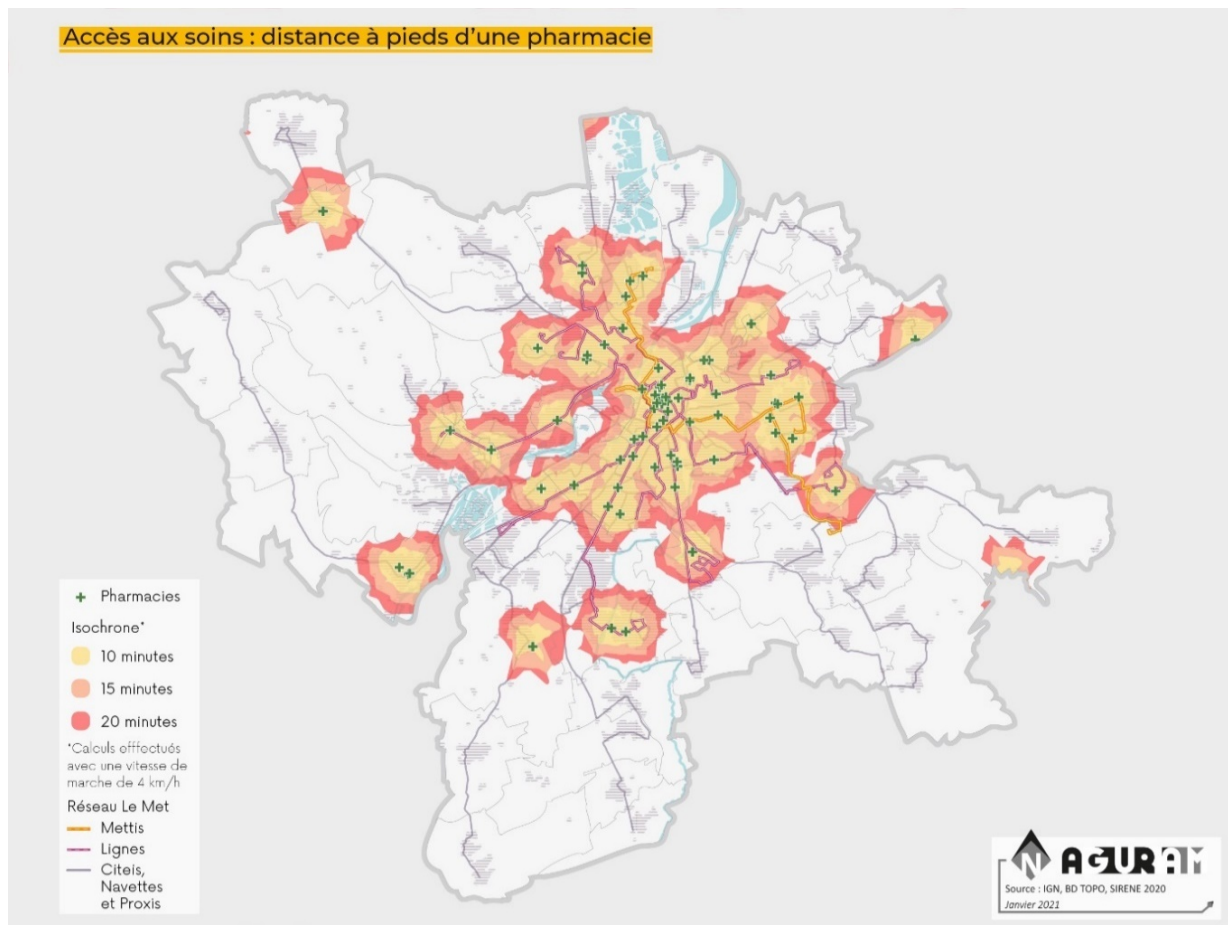 Accès aux soins : distance à pieds d'une pharmacie
Pharmacies
Isochrone*
10 minutes
15 minutes
20 minutes
*Calculs efffectués
avec une vitesse de
marche de 4 km/h
Réseau Le Met
Mettis
Lignes
Citeis,
Navettes
et Proxis
N AGURAM
Source : IGN, BD TOPO, SIRENE 2020
Janvier 2021